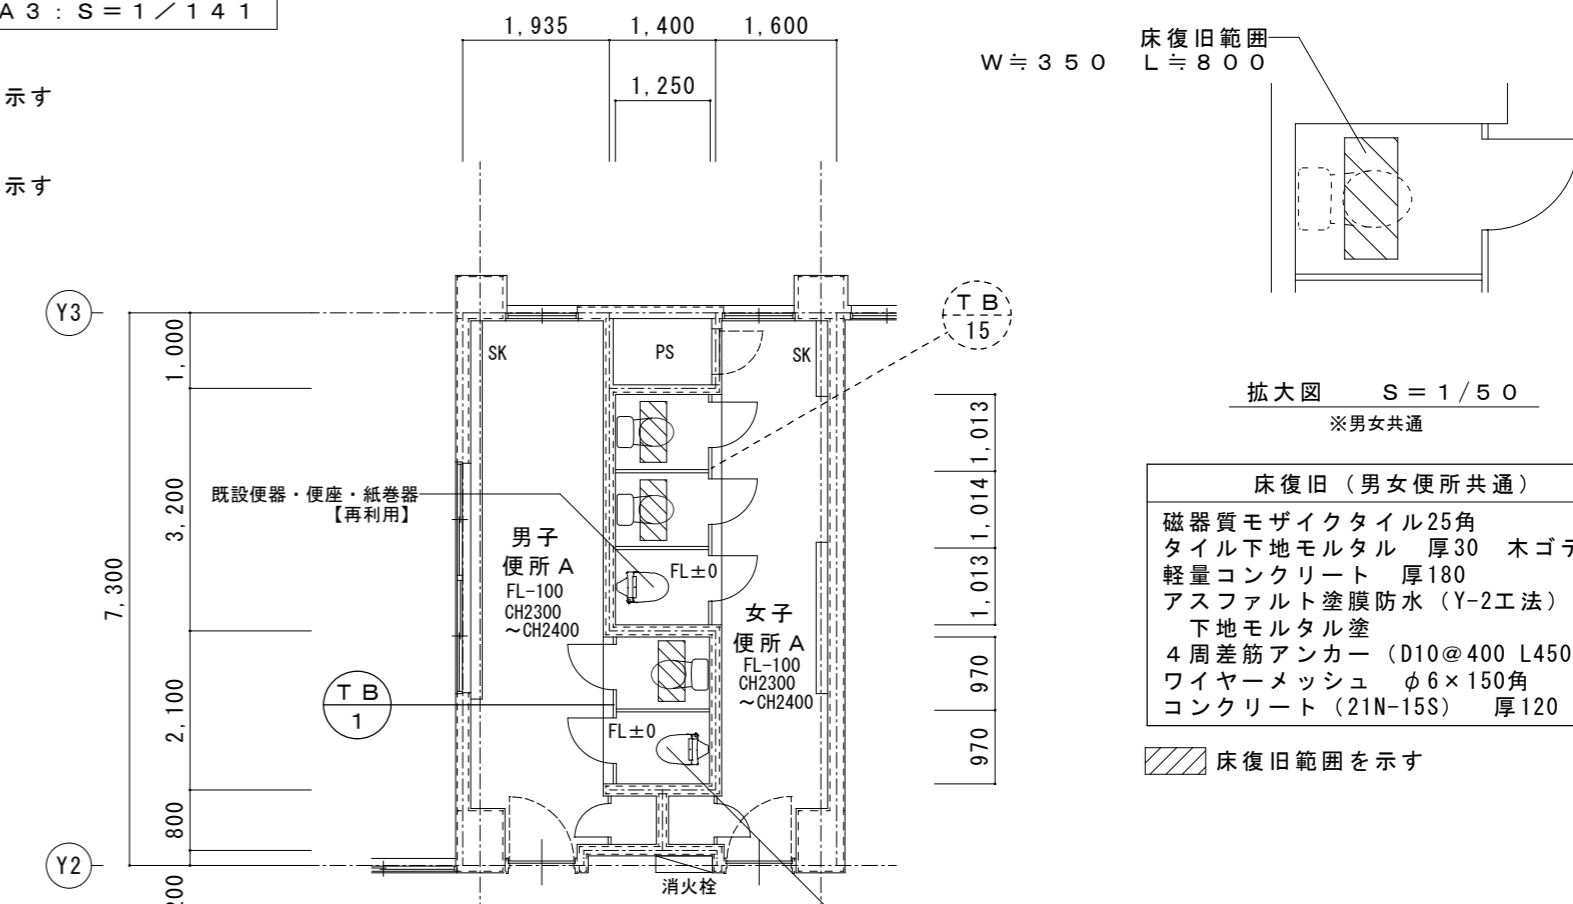 A3:S=1/141
示す
示す
1,935
1,400
1,600
1,250
床復旧範囲
W≒350 L≒800
Y3
TB
15
SK
PS
SK
1,000
3,200
2,100
800
7,300
1,013
1,014
1,013
970
970
既設便器・便座・紙巻器
【再利用】
男子
便所A
FL-100
CH2300
～CH2400
FL±0
女子
便所A
FL-100
CH2300
～CH2400
TB
1
FL±0
Y2
消火栓
拡大図 S=1/50
※男女共通
床復旧（男女便所共通）
磁器質モザイクタイル25角
タイル下地モルタル 厚30 木ゴテ
軽量コンクリート 厚180
アスファルト塗膜防水（Y-2工法）
下地モルタル塗
4周差筋アンカー（D10@400 L450
ワイヤーメッシュ φ6×150角
コンクリート（21N-15S） 厚120
床復旧範囲を示す